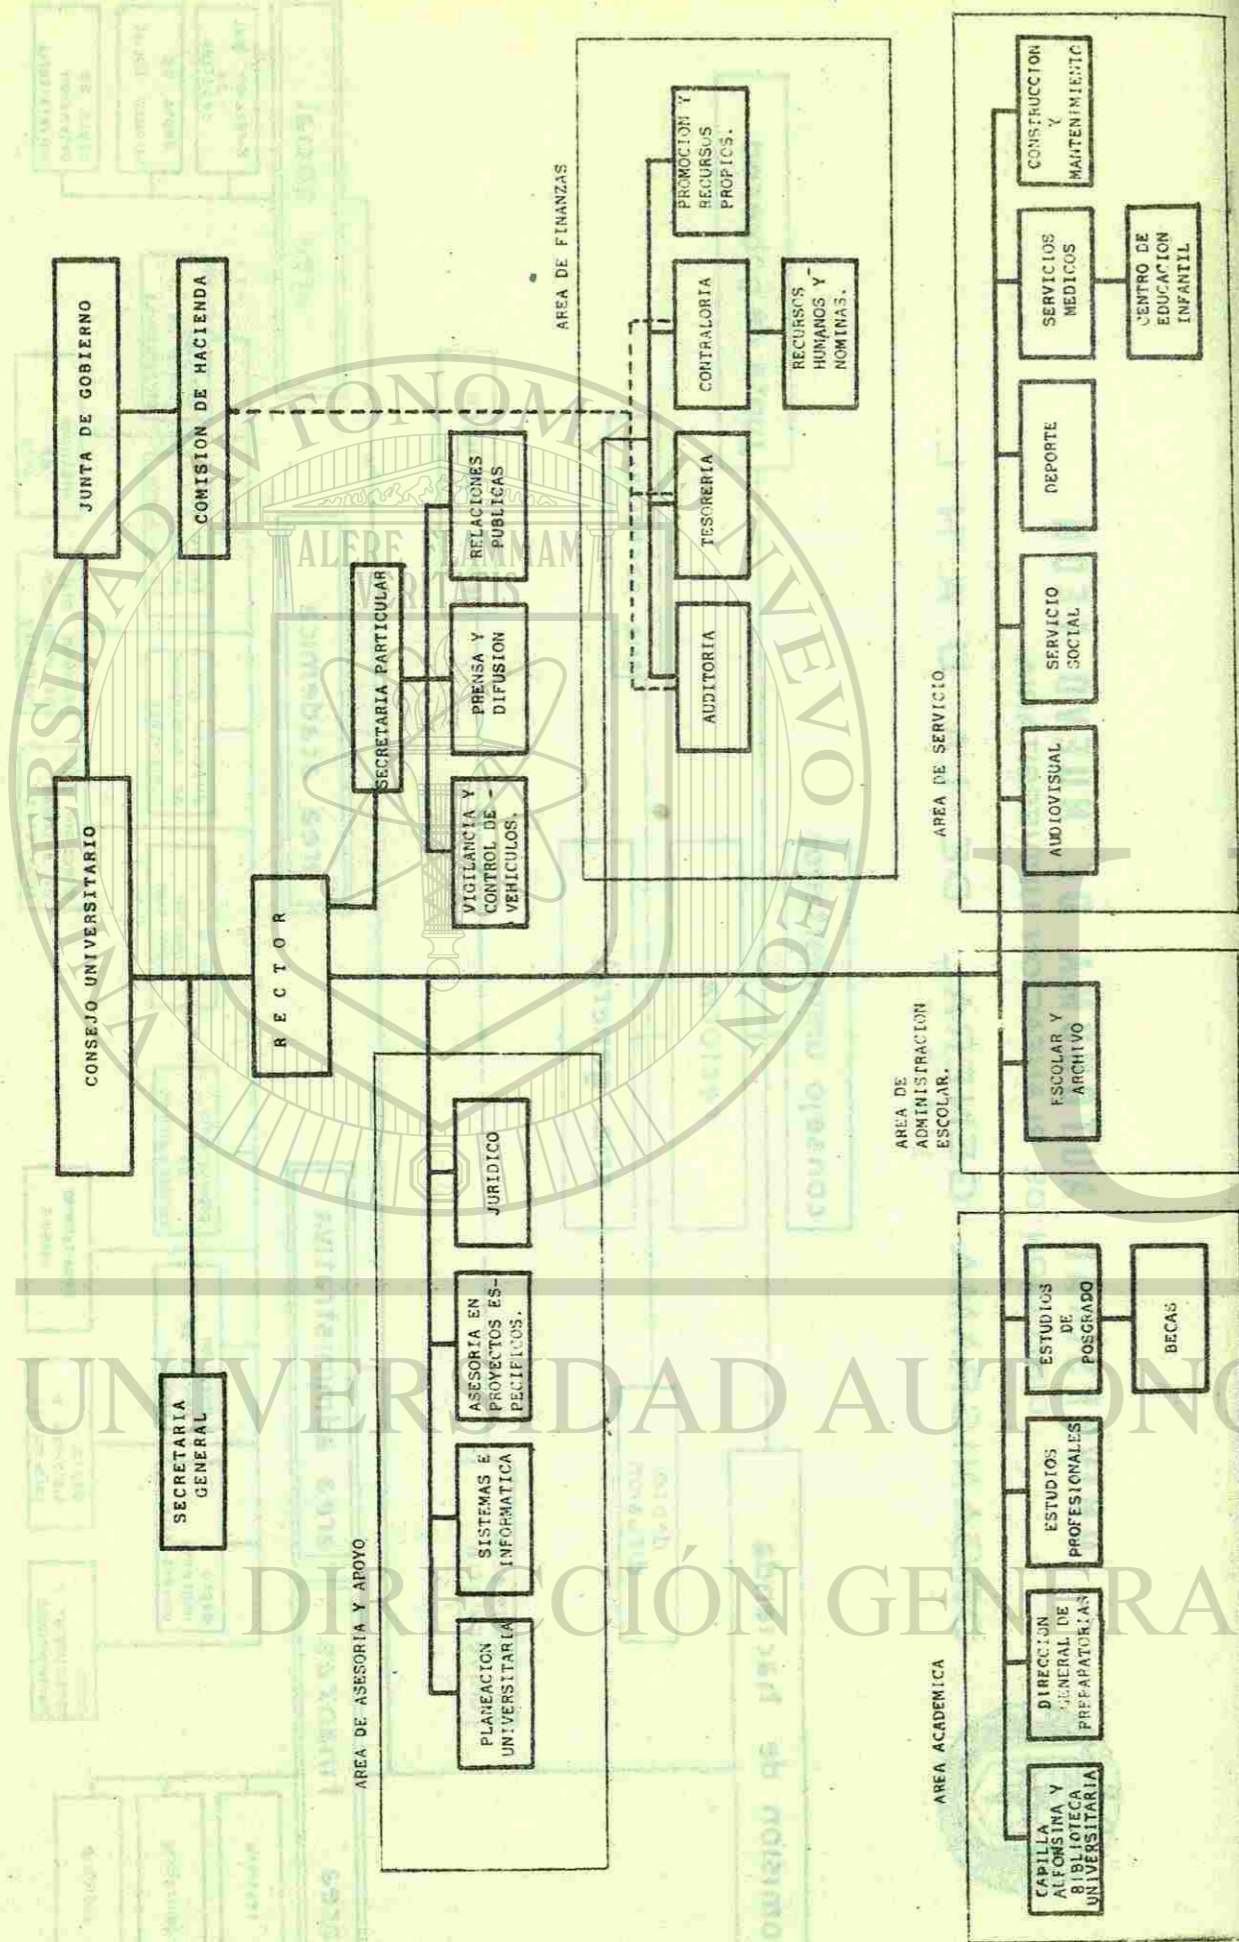 CONSEJO UNIVERSITARIO
JUNTA DE GOBIERNO
SECRETARIA
GENERAL
COMISION DE HACIENDA
R E C T O R
SECRETARIA PARTICULAR
VIGILANCIA Y
CONTROL DE -
VEHICULOS.
PRENSA Y
DIFUSION
RELACIONES
PUBLICAS
AREA DE ASESORIA Y APOYO
PLANEACION
UNIVERSITARIA
SISTEMAS E
INFORMATICA
ASESORIA EN
PROYECTOS ES-
PECIFICOS.
JURIDICO
AREA DE FINANZAS
AUDITORIA
TESORERIA
CONTRALORIA
PROMOCION Y
RECURSOS
PROPIOS.
RECURSOS
HUMANOS Y-
NOMINAS.
AREA ACADEMICA
CAPILLA
ALFONSINA Y
BIBLIOTECA
UNIVERSITARIA
DIRECCION
GENERAL DE
PREPARATORIAS
ESTUDIOS
PROFESIONALES
ESTUDIOS
DE
POSGRADO
BECAS
AREA DE
ADMINISTRACION
ESCOLAR.
ESCOLAR Y
ARCHIVO
AREA DE SERVICIO
AUDIOVISUAL
SERVICIO
SOCIAL
DEPORTE
SERVICIOS
MEDICOS
CONSTRUCCION
Y
MANTENIMIENTO
CENTRO DE
EDUCACION
INFANTIL
UNIVERSIDAD AUTONOMA DE NUEVO LEON
ALERE FLAMMAM
VERITATIS
UNIVERSIDAD AUTÓNO
DIRECCIÓN GENERA